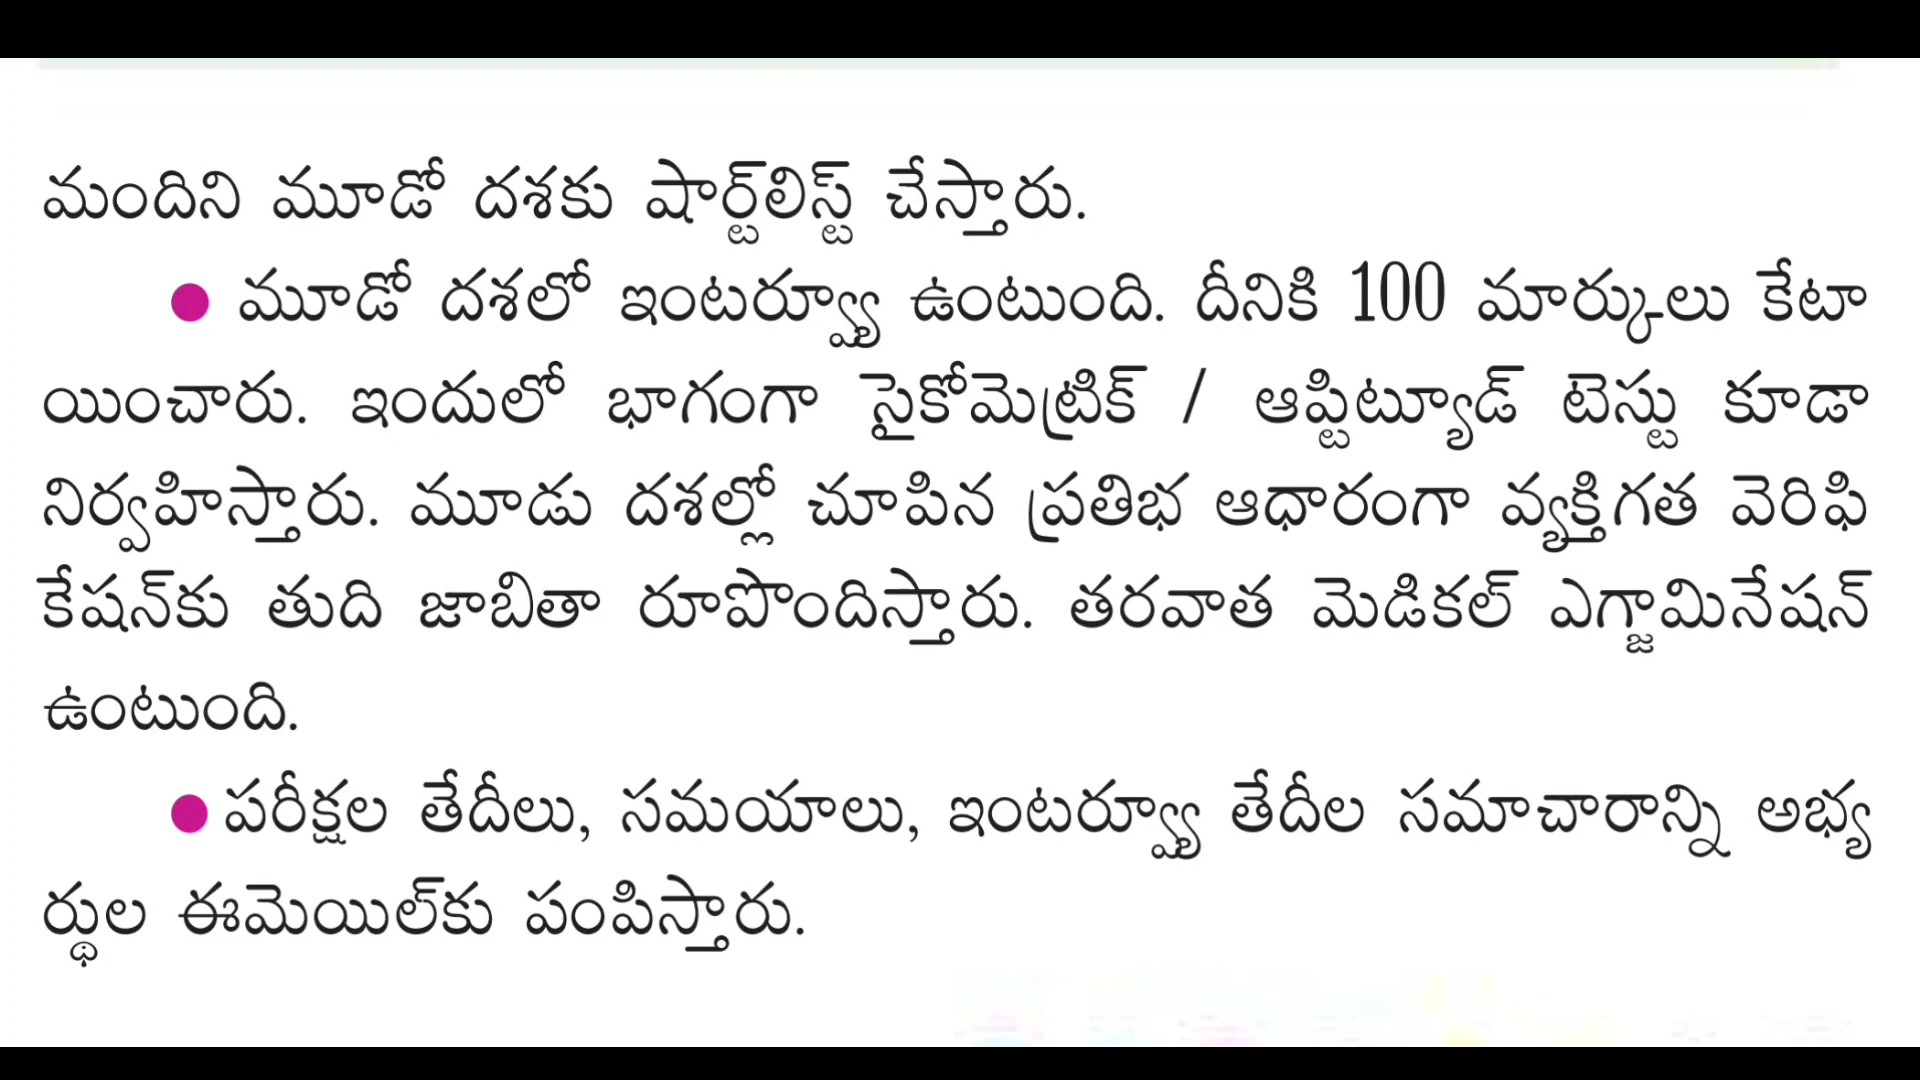 మందిని మూడో దశకు షార్ట్‌లిస్ట్ చేస్తారు.
● మూడో దశలో ఇంటర్వ్యూ ఉంటుంది. దీనికి 100 మార్కులు కేటా
యించారు. ఇందులో భాగంగా సైకోమెట్రిక్ / ఆప్టిట్యూడ్ టెస్టు కూడా
నిర్వహిస్తారు. మూడు దశల్లో చూపిన ప్రతిభ ఆధారంగా వ్యక్తిగత వెరిఫి
కేషన్‌కు తుది జాబితా రూపొందిస్తారు. తరవాత మెడికల్ ఎగ్జామినేషన్
ఉంటుంది.
● పరీక్షల తేదీలు, సమయాలు, ఇంటర్వ్యూ తేదీల సమాచారాన్ని అభ్య
ర్థుల ఈమెయిల్‌కు పంపిస్తారు.